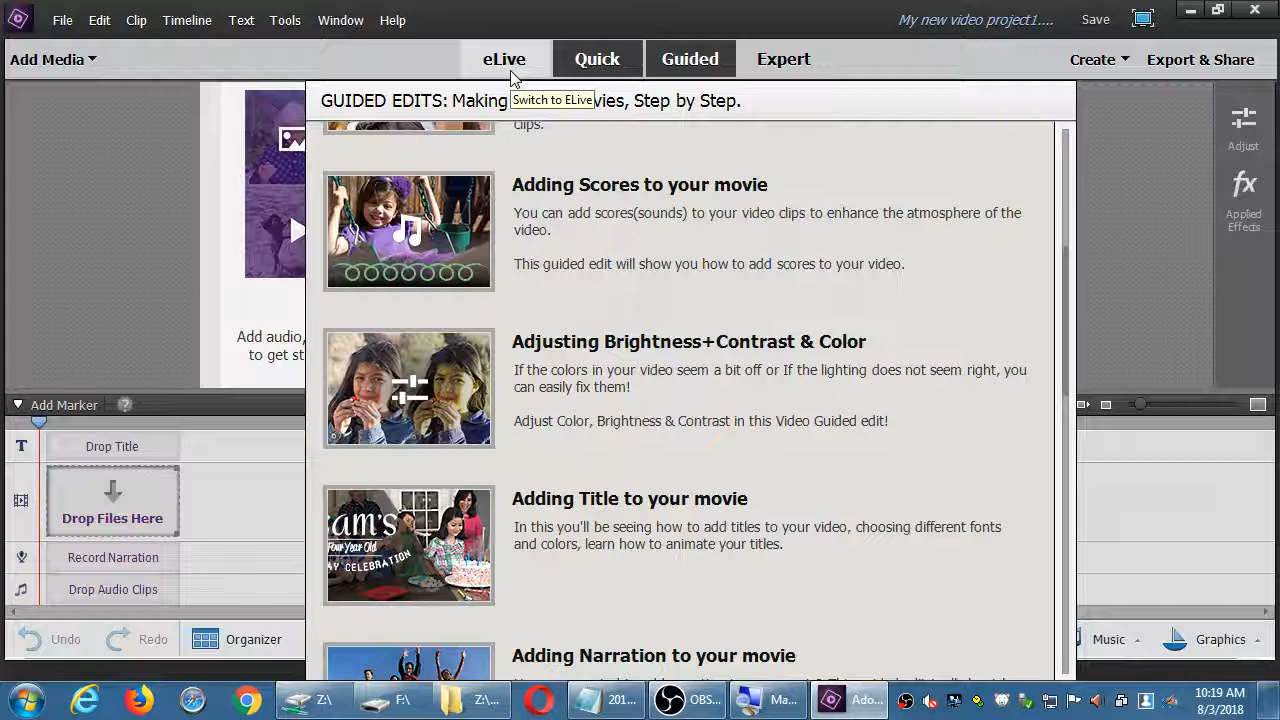 File Edit Clip Timeline Text Tools Window Help
My new video project1.... Save
Add Media
eLive Quick Guided Expert
Create Export & Share
Switch to ELive
GUIDED EDITS: Making vies, Step by Step.
clips.
Adjust
Applied
Effects
Adding Scores to your movie
You can add scores(sounds) to your video clips to enhance the atmosphere of the
video.
This guided edit will show you how to add scores to your video.
Add audio,
to get st
Adjusting Brightness+Contrast & Color
If the colors in your video seem a bit off or If the lighting does not seem right, you
can easily fix them!
Adjust Color, Brightness & Contrast in this Video Guided edit!
Add Marker ?
T Drop Title
Drop Files Here
Record Narration
Drop Audio Clips
Adding Title to your movie
In this you'll be seeing how to add titles to your video, choosing different fonts
and colors, learn how to animate your titles.
am's
Four Year Old
AY CELEBRATION
Adding Narration to your movie
Undo Redo Organizer
Music Graphics
Z:\ F:\ Z:\... 201... OBS... Ma... Ado...
10:19 AM
8/3/2018